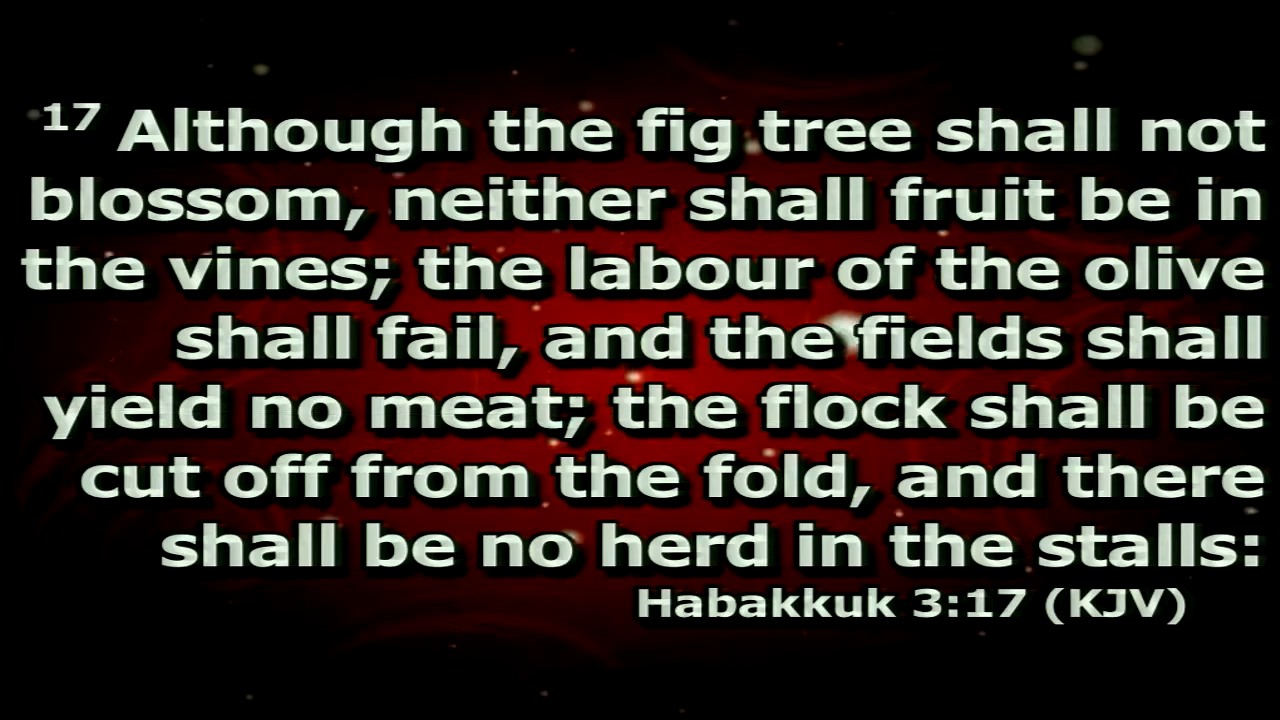 17 Although the fig tree shall not
blossom, neither shall fruit be in
the vines; the labour of the olive
shall fail, and the fields shall
yield no meat; the flock shall be
cut off from the fold, and there
shall be no herd in the stalls:
Habakkuk 3:17 (KJV)